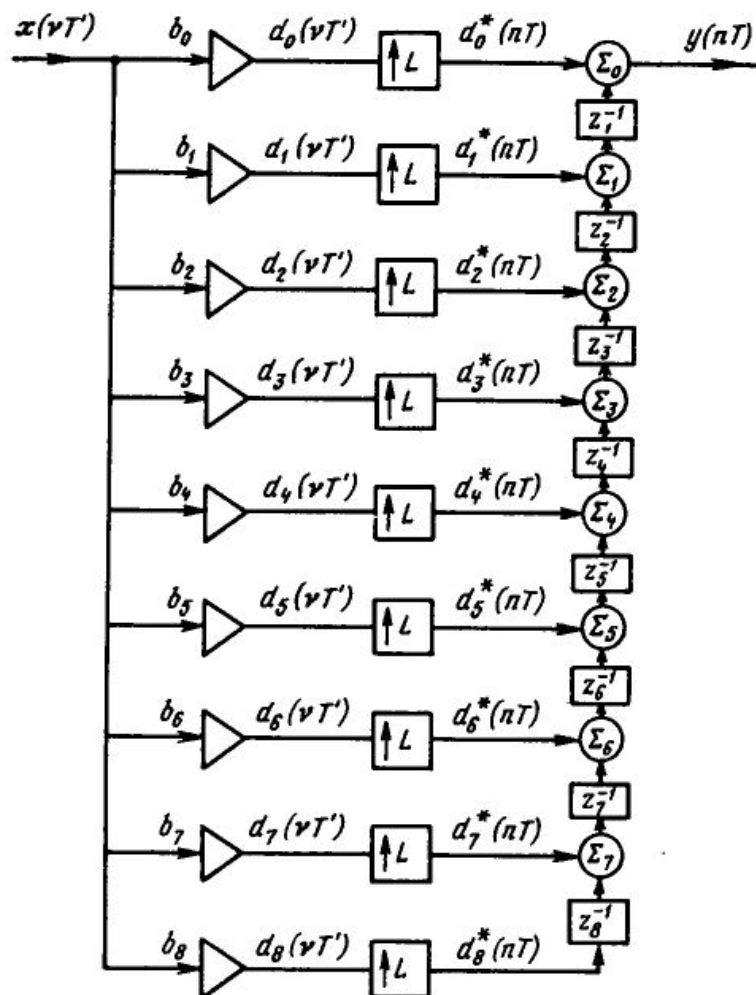 x(νT') b₀ d₀(νT') ↑L d₀*(nT) Σ₀ y(nT)
z₁⁻¹
b₁ d₁(νT') ↑L d₁*(nT) Σ₁
z₂⁻¹
b₂ d₂(νT') ↑L d₂*(nT) Σ₂
z₃⁻¹
b₃ d₃(νT') ↑L d₃*(nT) Σ₃
z₄⁻¹
b₄ d₄(νT') ↑L d₄*(nT) Σ₄
z₅⁻¹
b₅ d₅(νT') ↑L d₅*(nT) Σ₅
z₆⁻¹
b₆ d₆(νT') ↑L d₆*(nT) Σ₆
z₇⁻¹
b₇ d₇(νT') ↑L d₇*(nT) Σ₇
z₈⁻¹
b₈ d₈(νT') ↑L d₈*(nT)